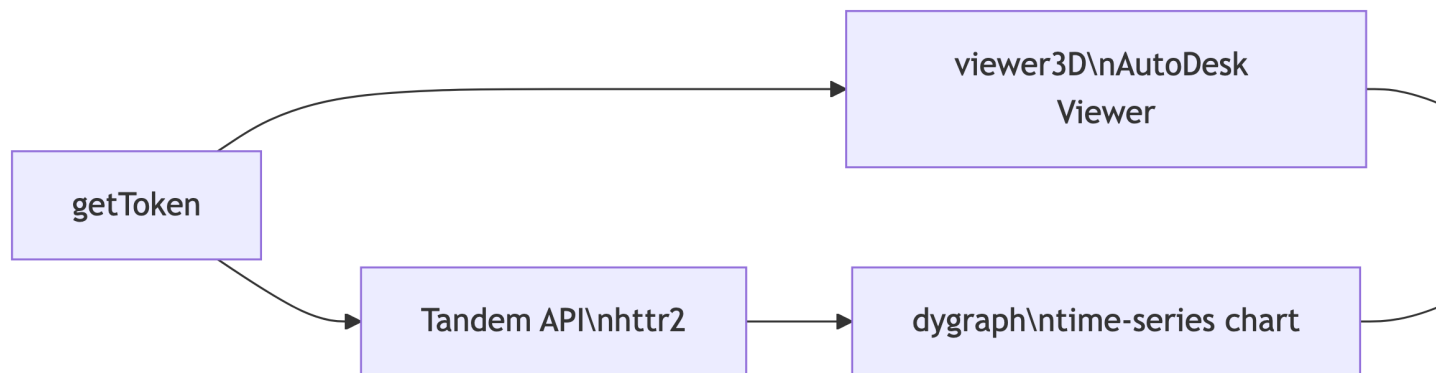 viewer3D\nAutoDesk
Viewer
getToken
Tandem API\nhttr2
dygraph\ntime-series chart